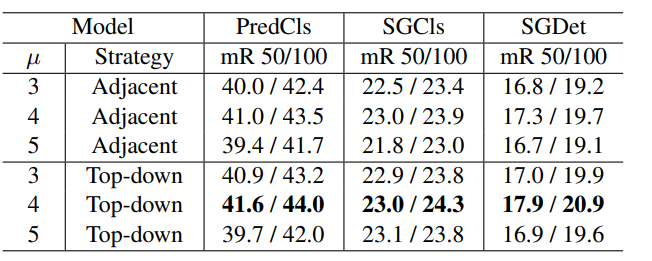 Model PredCls SGCls SGDet
μ Strategy mR 50/100 mR 50/100 mR 50/100
3 Adjacent 40.0 / 42.4 22.5 / 23.4 16.8 / 19.2
4 Adjacent 41.0 / 43.5 23.0 / 23.9 17.3 / 19.7
5 Adjacent 39.4 / 41.7 21.8 / 23.0 16.7 / 19.1
3 Top-down 40.9 / 43.2 22.9 / 23.8 17.0 / 19.9
4 Top-down 41.6 / 44.0 23.0 / 24.3 17.9 / 20.9
5 Top-down 39.7 / 42.0 23.1 / 23.8 16.9 / 19.6